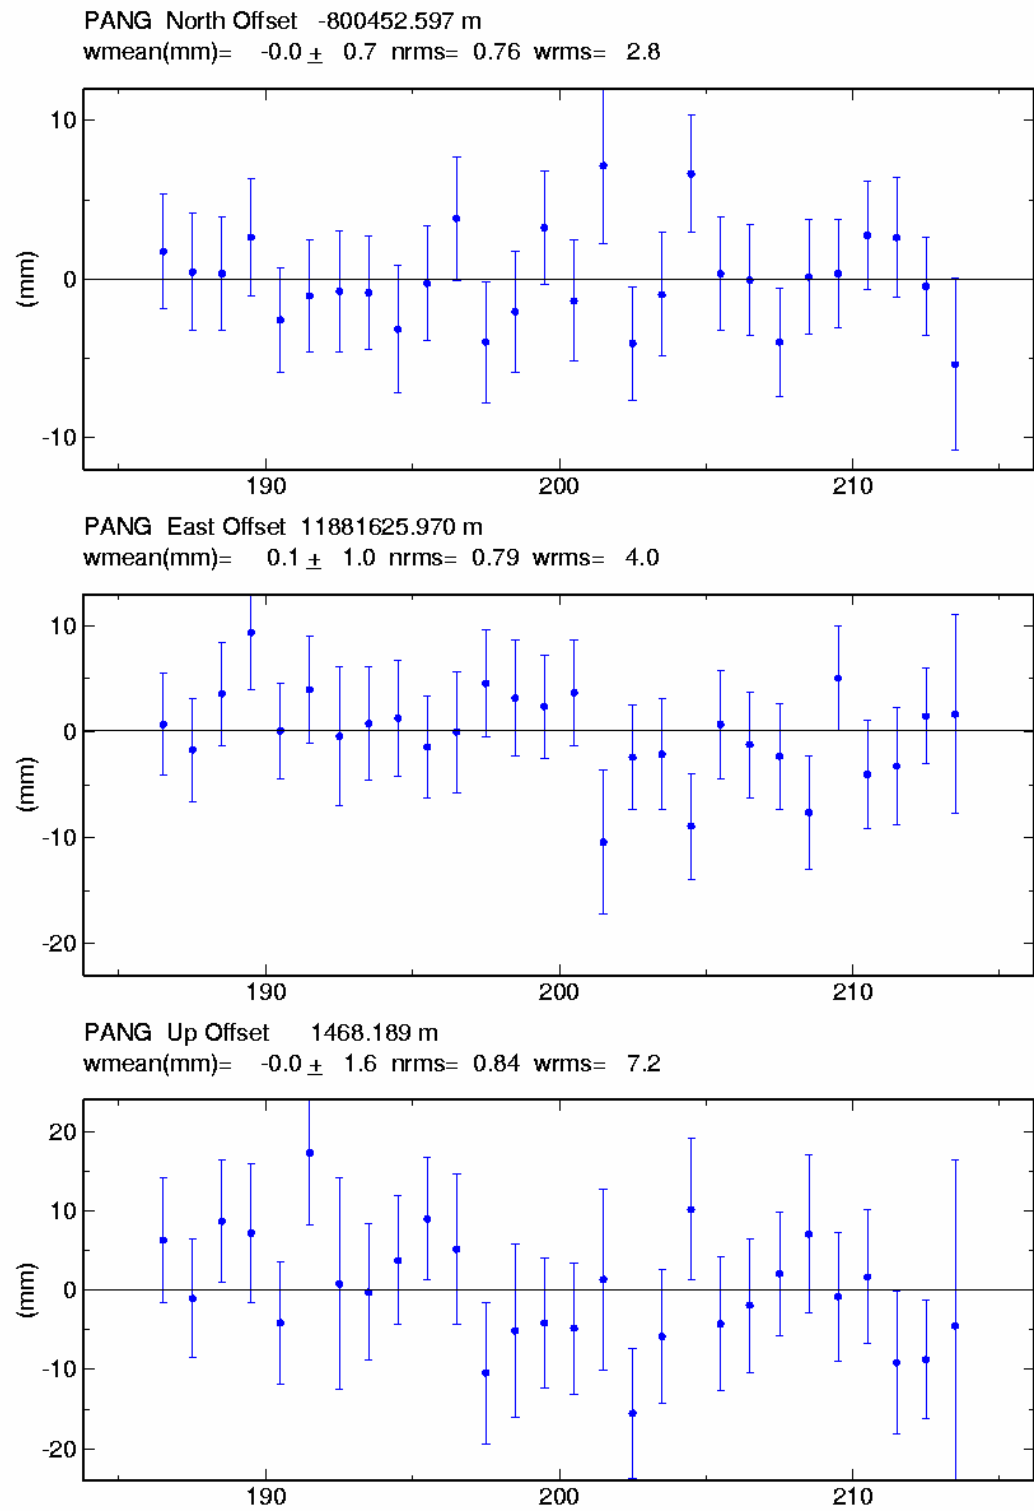 PANG North Offset -800452.597 m
wmean(mm)= -0.0 ± 0.7 nrms= 0.76 wrms= 2.8
10
0
-10
(mm)
190 200 210
PANG East Offset 11881625.970 m
wmean(mm)= 0.1 ± 1.0 nrms= 0.79 wrms= 4.0
10
0
-10
-20
(mm)
190 200 210
PANG Up Offset 1468.189 m
wmean(mm)= -0.0 ± 1.6 nrms= 0.84 wrms= 7.2
20
10
0
-10
-20
(mm)
190 200 210